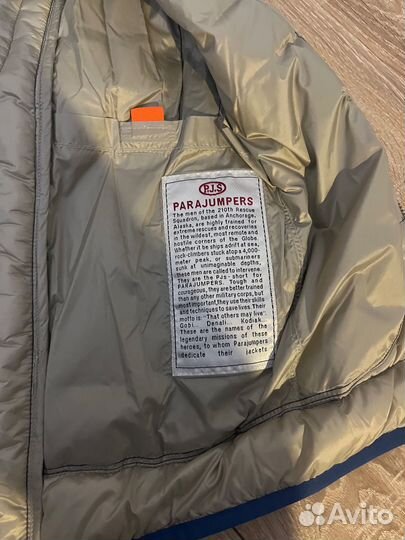 P.J.S
PARAJUMPERS
The men of the 210th Rescue
Squadron, based in Anchorage,
Alaska, are highly trained for
extreme rescues and recoveries
in the wildest, most remote and
hostile corners of the Globe.
Whether it be ships adrift at sea,
rock-climbers stuck atop a 4,000-
meter peak, or submariners
sunk at unimaginable depths,
these men are called to intervene.
They are the PJs - short for
PARAJUMPERS. Tough and
courageous, they are better trained
than any other military corps, but
most important, they use their skills
and techniques to save lives. Their
motto is: "That others may live".
Gobi... Denali... Kodiak...
These are the names of the
legendary missions of these
heroes, to whom Parajumpers
dedicate their jackets
Avito